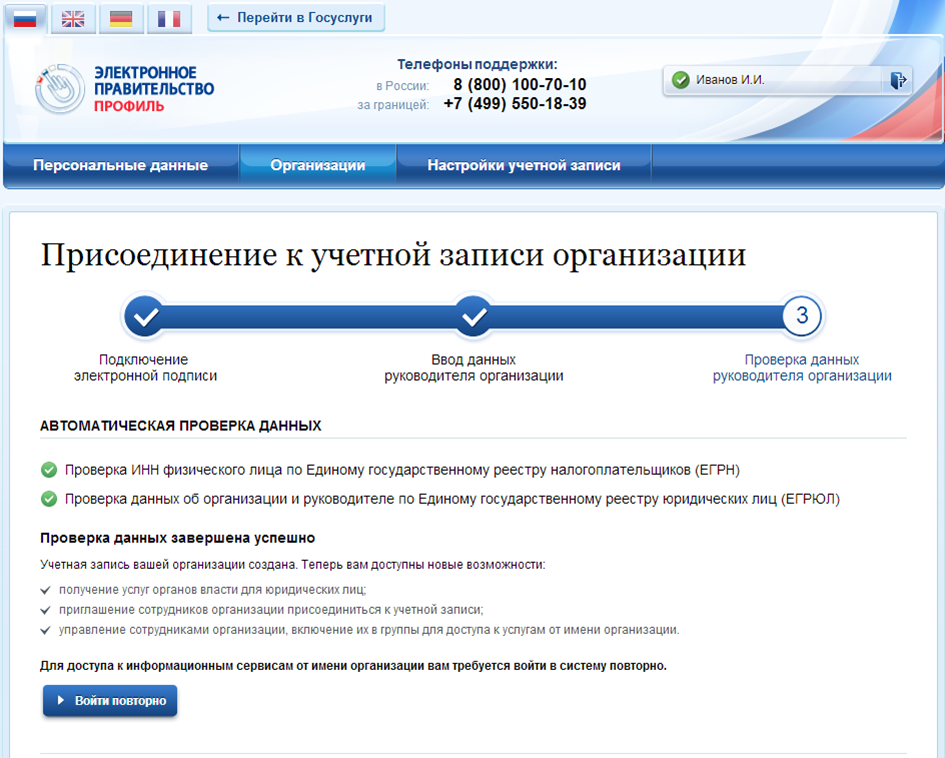 ← Перейти в Госуслуги
ЭЛЕКТРОННОЕ
ПРАВИТЕЛЬСТВО
ПРОФИЛЬ
Телефоны поддержки:
в России: 8 (800) 100-70-10
за границей: +7 (499) 550-18-39
Иванов И.И.
Персональные данные Организации Настройки учетной записи
Присоединение к учетной записи организации
3
Подключение
электронной подписи
Ввод данных
руководителя организации
Проверка данных
руководителя организации
АВТОМАТИЧЕСКАЯ ПРОВЕРКА ДАННЫХ
Проверка ИНН физического лица по Единому государственному реестру налогоплательщиков (ЕГРН)
Проверка данных об организации и руководителе по Единому государственному реестру юридических лиц (ЕГРЮЛ)
Проверка данных завершена успешно
Учетная запись вашей организации создана. Теперь вам доступны новые возможности:
получение услуг органов власти для юридических лиц;
приглашение сотрудников организации присоединиться к учетной записи;
управление сотрудниками организации, включение их в группы для доступа к услугам от имени организации.
Для доступа к информационным сервисам от имени организации вам требуется войти в систему повторно.
Войти повторно